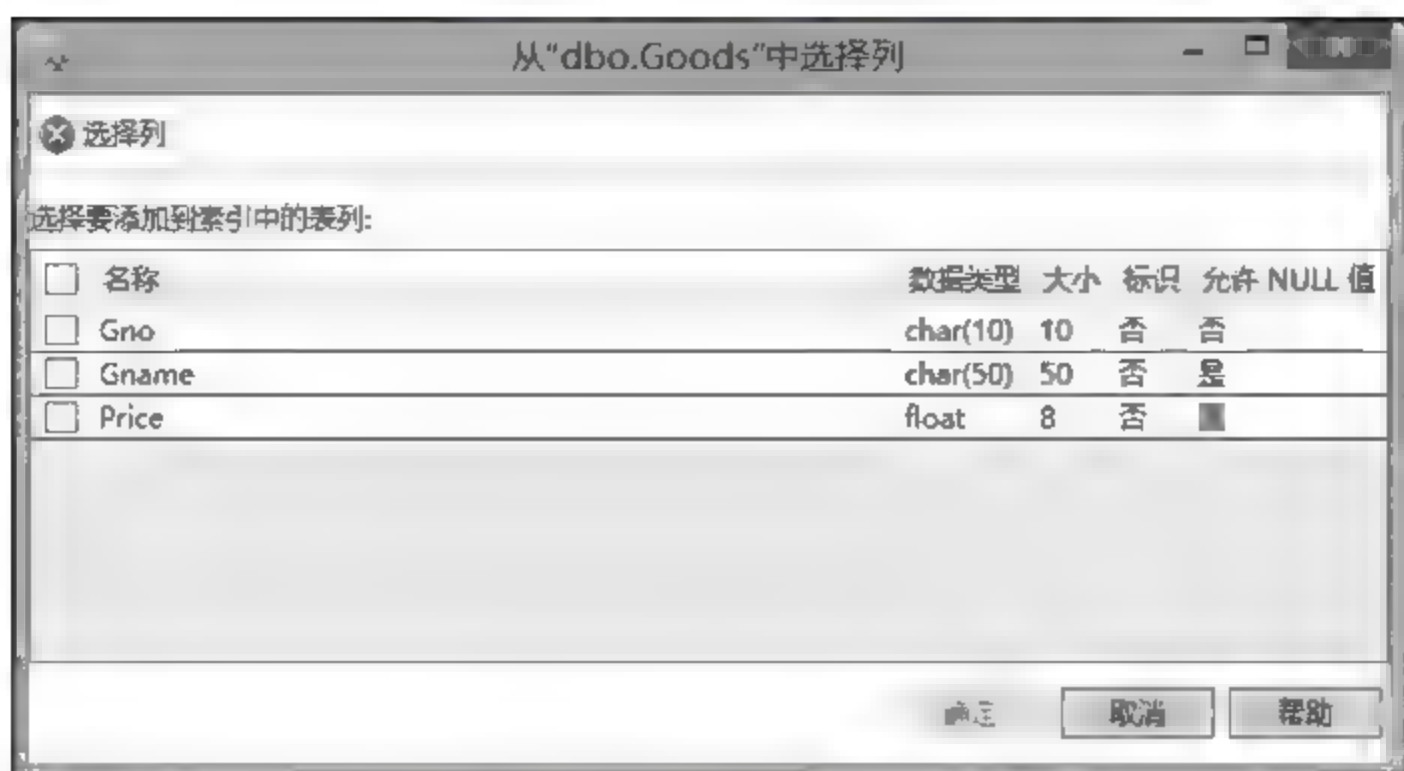 从“dbo.Goods”中选择列
选择列
选择要添加到索引中的表列:
名称 数据类型 大小 标识 允许 NULL 值
Gno char(10) 10 否 否
Gname char(50) 50 否 是
Price float 8 否
确定 取消 帮助